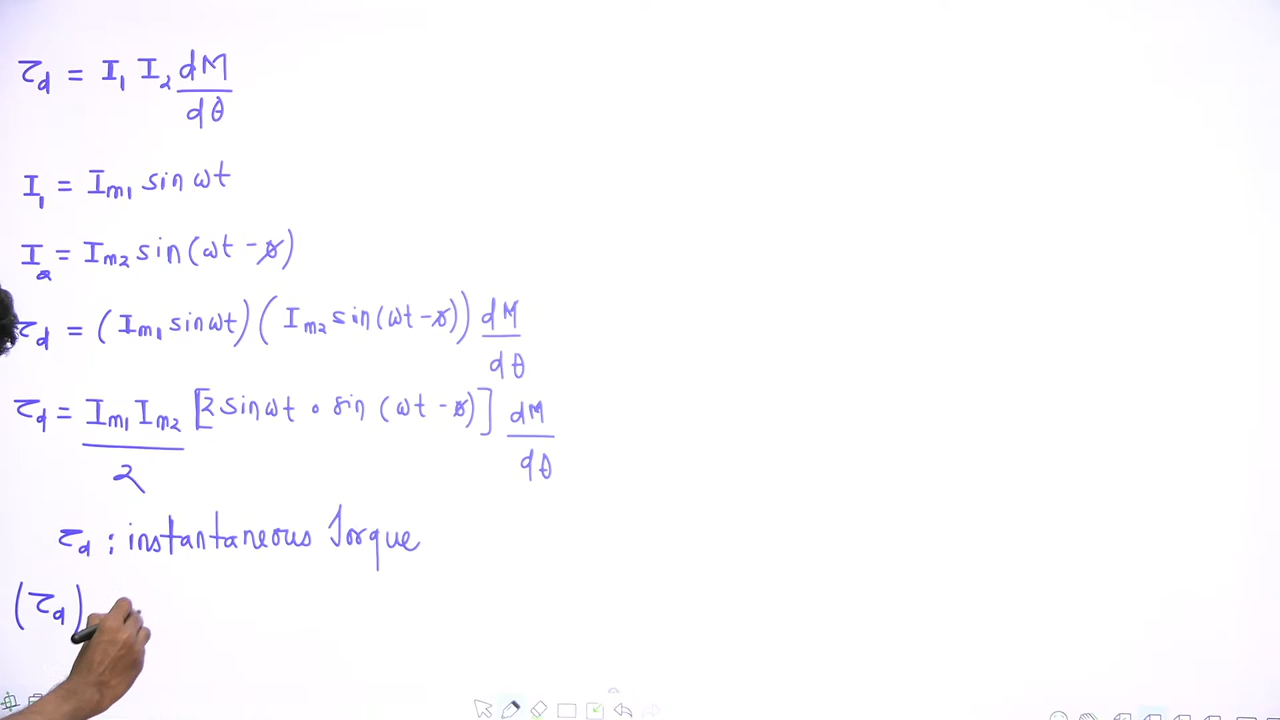 τd = I₁ I₂ dM/dθ
I₁ = Im₁ sin ωt
I₂ = Im₂ sin(ωt - ø)
τd = (Im₁ sinωt)(Im₂ sin(ωt - ø)) dM/dθ
τd = Im₁ Im₂/2 [2 sinωt • sin (ωt - ø)] dM/dθ
τd : instantaneous Torque
(τd)